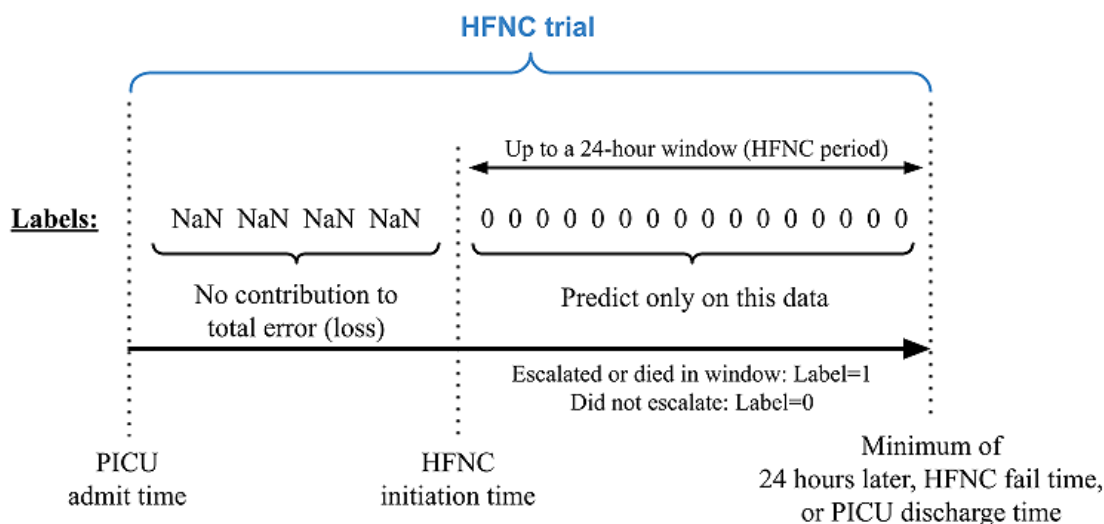 HFNC trial
Up to a 24-hour window (HFNC period)
Labels: NaN NaN NaN NaN 0 0 0 0 0 0 0 0 0 0 0 0 0 0 0 0
No contribution to
total error (loss)
Predict only on this data
Escalated or died in window: Label=1
Did not escalate: Label=0
PICU
admit time
HFNC
initiation time
Minimum of
24 hours later, HFNC fail time,
or PICU discharge time